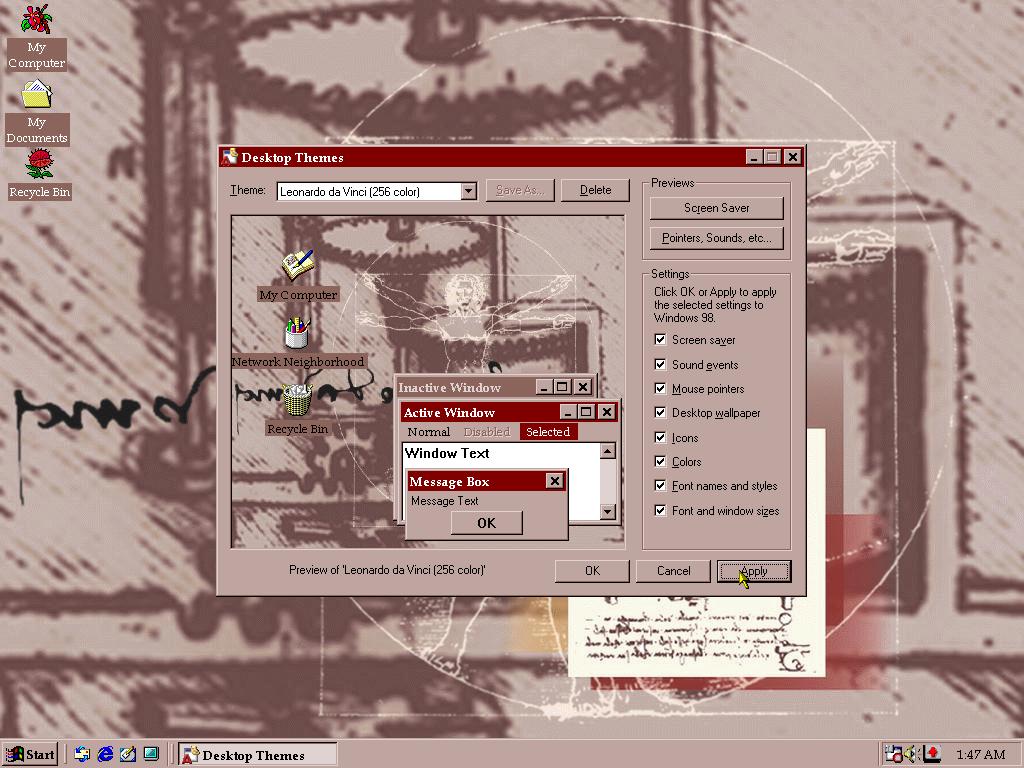 My
Computer
My
Documents
Recycle Bin
Desktop Themes
Theme:
Leonardo da Vinci (256 color)
Save As...
Delete
Previews
Screen Saver
Pointers, Sounds, etc...
My Computer
Network Neighborhood
Recycle Bin
Inactive Window
Active Window
Normal Disabled Selected
Window Text
Message Box
Message Text
OK
Settings
Click OK or Apply to apply
the selected settings to
Windows 98.
Screen saver
Sound events
Mouse pointers
Desktop wallpaper
Icons
Colors
Font names and styles
Font and window sizes
Preview of 'Leonardo da Vinci (256 color)'
OK
Cancel
Apply
Start
Desktop Themes
1:47 AM